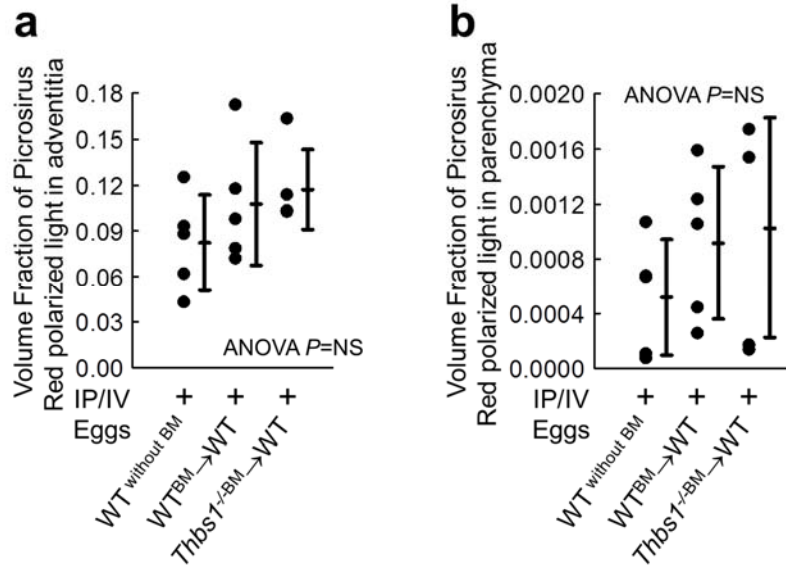 a
Volume Fraction of Picrosirus
Red polarized light in adventitia
0.18
0.15
0.12
0.09
0.06
0.03
0.00
ANOVA P=NS
IP/IV + + +
Eggs
WT without BM
WTBM→WT
Thbs1-/-BM→WT
b
Volume Fraction of Picrosirus
Red polarized light in parenchyma
0.0020
0.0016
0.0012
0.0008
0.0004
0.0000
ANOVA P=NS
IP/IV + + +
Eggs
WT without BM
WTBM→WT
Thbs1-/-BM→WT